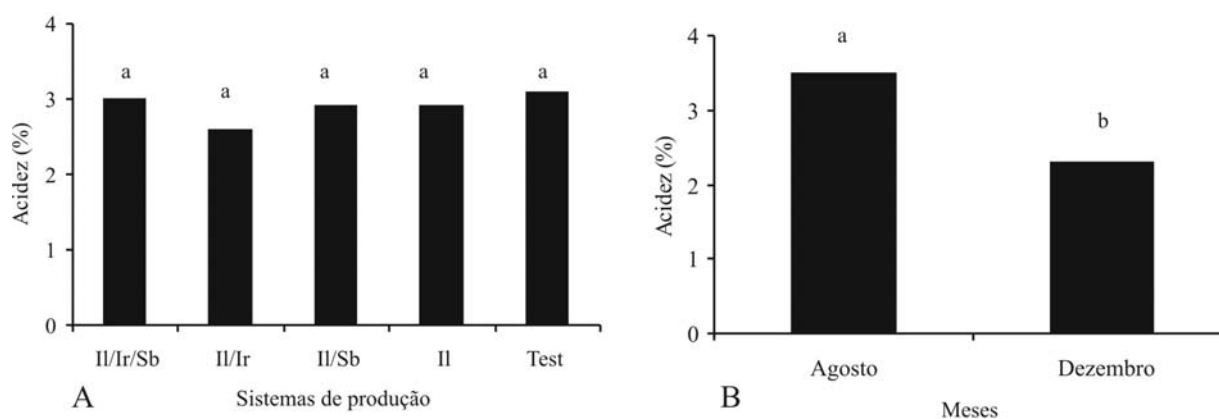 4
a
a
a
a
a
3
2
1
0
Acidez (%)
Il/Ir/Sb
Il/Ir
Il/Sb
Il
Test
A
Sistemas de produção
4
a
3
b
2
1
0
Acidez (%)
Agosto
Dezembro
B
Meses